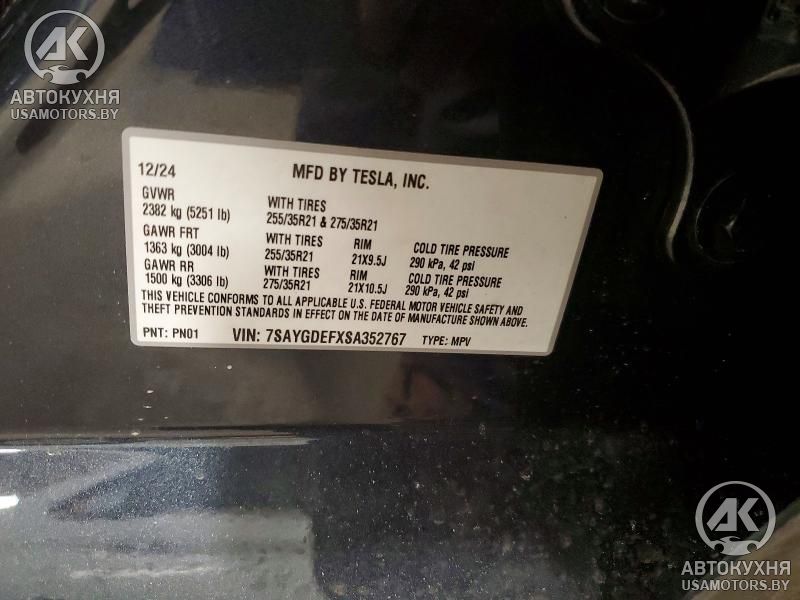 AK
АВТОКУХНЯ
USAMOTORS.BY
12/24 MFD BY TESLA, INC.
GVWR
2382 kg (5251 lb)
WITH TIRES
255/35R21 & 275/35R21
GAWR FRT
1363 kg (3004 lb)
WITH TIRES
255/35R21
RIM
21X9.5J
COLD TIRE PRESSURE
290 kPa, 42 psi
GAWR RR
1500 kg (3306 lb)
WITH TIRES
275/35R21
RIM
21X10.5J
COLD TIRE PRESSURE
290 kPa, 42 psi
THIS VEHICLE CONFORMS TO ALL APPLICABLE U.S. FEDERAL MOTOR VEHICLE SAFETY AND
THEFT PREVENTION STANDARDS IN EFFECT ON THE DATE OF MANUFACTURE SHOWN ABOVE.
PNT: PN01 VIN: 7SAYGDEFXSA352767 TYPE: MPV
AK
АВТОКУХНЯ
USAMOTORS.BY